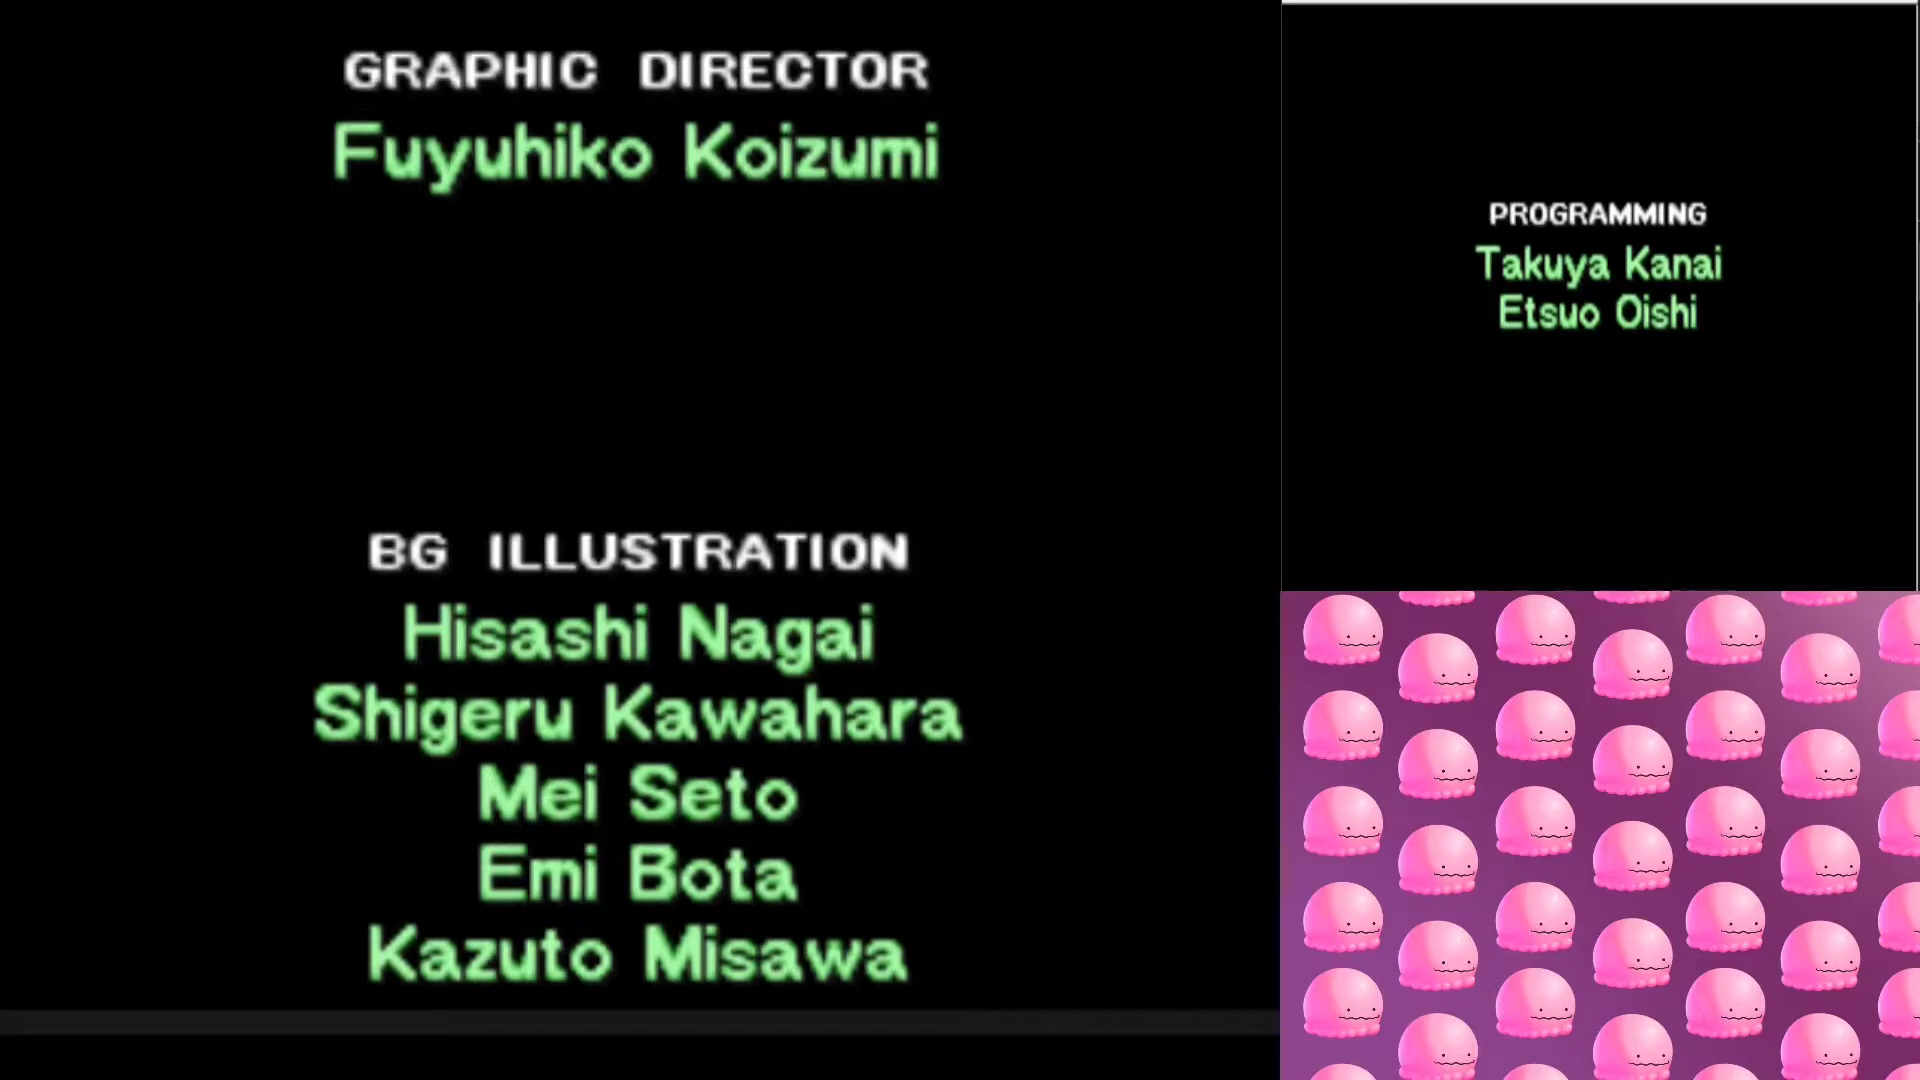 GRAPHIC DIRECTOR
Fuyuhiko Koizumi
BG ILLUSTRATION
Hisashi Nagai
Shigeru Kawahara
Mei Seto
Emi Bota
Kazuto Misawa
PROGRAMMING
Takuya Kanai
Etsuo Oishi